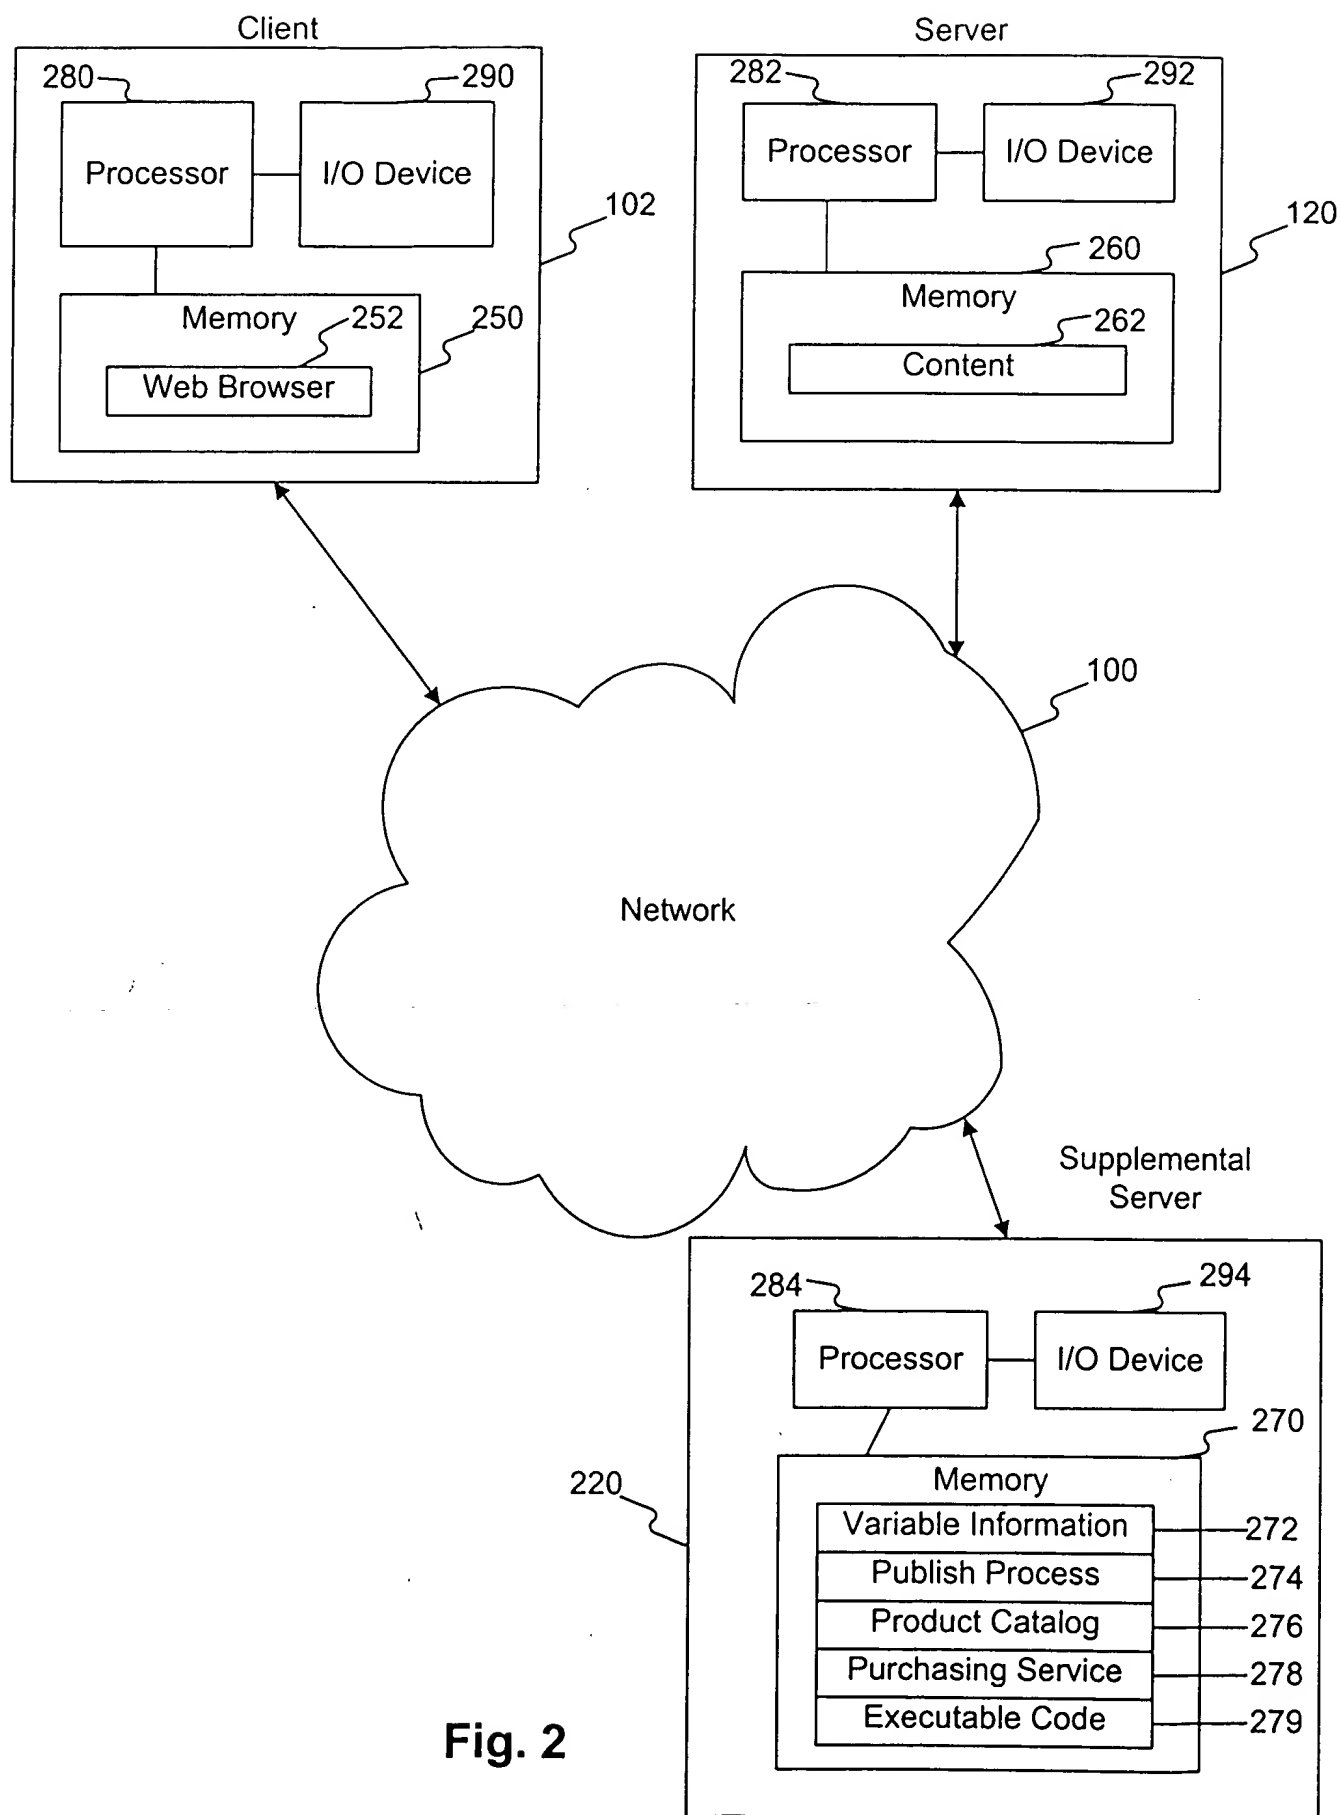 Client
280
290
Processor
I/O Device
102
Memory
252
250
Web Browser
Server
282
292
Processor
I/O Device
120
260
Memory
262
Content
100
Network
Supplemental
Server
284
294
Processor
I/O Device
270
220
Memory
Variable Information
272
Publish Process
274
Product Catalog
276
Purchasing Service
278
Executable Code
279
Fig. 2